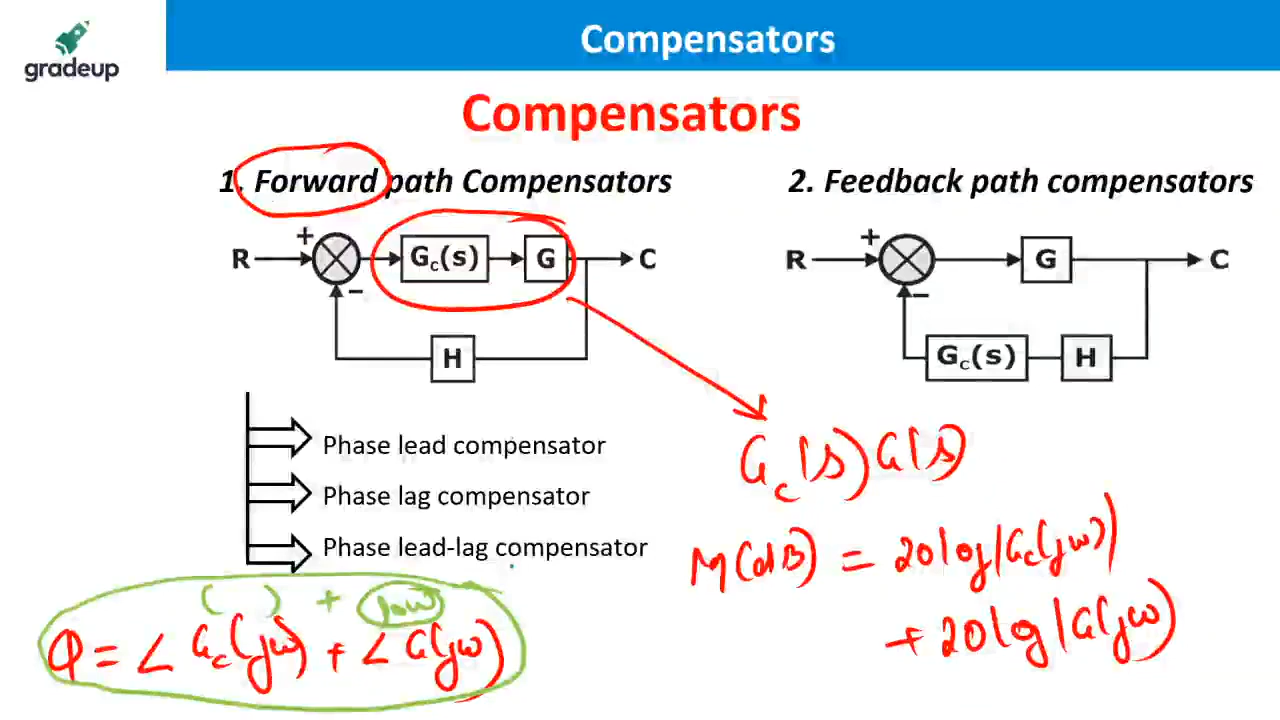 gradeup
Compensators
Compensators
1. Forward path Compensators
R + − Gc(s) G C
H
2. Feedback path compensators
R + − G C
Gc(s) H
Phase lead compensator
Phase lag compensator
Phase lead-lag compensator
Gc(s) G(s)
M(dB) = 20log|Gc(jω)|
+ 20log|G(jω)
( ) + low
φ = ∠ Gc(jω) + ∠ G(jω)